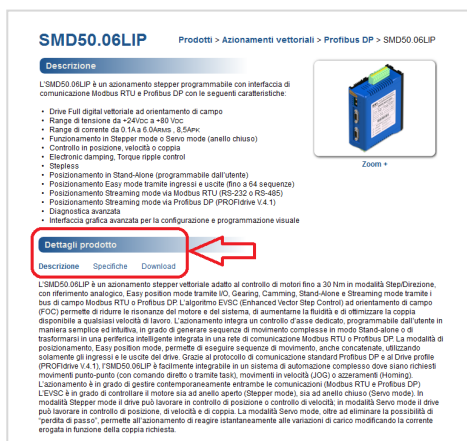 SMD50.06LIP
Prodotti > Azionamenti vettoriali > Profibus DP > SMD50.06LIP
Descrizione
L'SMD50.06LIP è un azionamento stepper programmabile con interfaccia di
comunicazione Modbus RTU e Profibus DP con le seguenti caratteristiche:
• Drive Full digital vettoriale ad orientamento di campo
• Range di tensione da +24VDC a +80 VDC
• Range di corrente da 0.1A a 6.0ARMS , 8,5APK
• Funzionamento in Stepper mode o Servo mode (anello chiuso)
• Controllo in posizione, velocità o coppia
• Electronic damping, Torque ripple control
• Stepless
• Posizionamento in Stand-Alone (programmabile dall'utente)
• Posizionamento Easy mode tramite ingressi e uscite (fino a 64 sequenze)
• Posizionamento Streaming mode via Modbus RTU (RS-232 o RS-485)
• Posizionamento Streaming mode via Profibus DP (PROFIdrive V.4.1)
• Diagnostica avanzata
• Interfaccia grafica avanzata per la configurazione e programmazione visuale
Zoom +
Dettagli prodotto
Descrizione Specifiche Download
L'SMD50.06LIP è un azionamento stepper vettoriale adatto al controllo di motori fino a 30 Nm in modalità Step/Direzione,
con riferimento analogico, Easy position mode tramite I/O, Gearing, Camming, Stand-Alone e Streaming mode tramite i
bus di campo Modbus RTU o Profibus DP. L'algoritmo EVSC (Enhanced Vector Step Control) ad orientamento di campo
(FOC) permette di ridurre le risonanze del motore e del sistema, di aumentarne la fluidità e di ottimizzare la coppia
disponibile a qualsiasi velocità di lavoro. L'azionamento integra un controllo d'asse dedicato, programmabile dall'utente in
maniera semplice ed intuitiva, in grado di generare sequenze di movimento complesse in modo Stand-alone o di
trasformarsi in una periferica intelligente integrata in una rete di comunicazione Modbus RTU o Profibus DP. La modalità di
posizionamento, Easy position mode, permette di eseguire sequenze di movimento, anche concatenate, utilizzando
solamente gli ingressi e le uscite del drive. Grazie al protocollo di comunicazione standard Profibus DP e al Drive profile
(PROFIdrive V.4.1), l'SMD50.06LIP è facilmente integrabile in un sistema di automazione complesso dove siano richiesti
movimenti punto-punto (con comando diretto o tramite task), movimenti in velocità (JOG) o azzeramenti (Homing).
L'azionamento è in grado di gestire contemporaneamente entrambe le comunicazioni (Modbus RTU e Profibus DP)
L'EVSC è in grado di controllare il motore sia ad anello aperto (Stepper mode), sia ad anello chiuso (Servo mode). In
modalità Stepper mode il drive può lavorare in controllo di posizione o controllo di velocità; in modalità Servo mode il drive
può lavorare in controllo di posizione, di velocità e di coppia. La modalità Servo mode, oltre ad eliminare la possibilità di
"perdita di passo", permette all'azionamento di reagire istantaneamente alle variazioni di carico modificando la corrente
erogata in funzione della coppia richiesta.